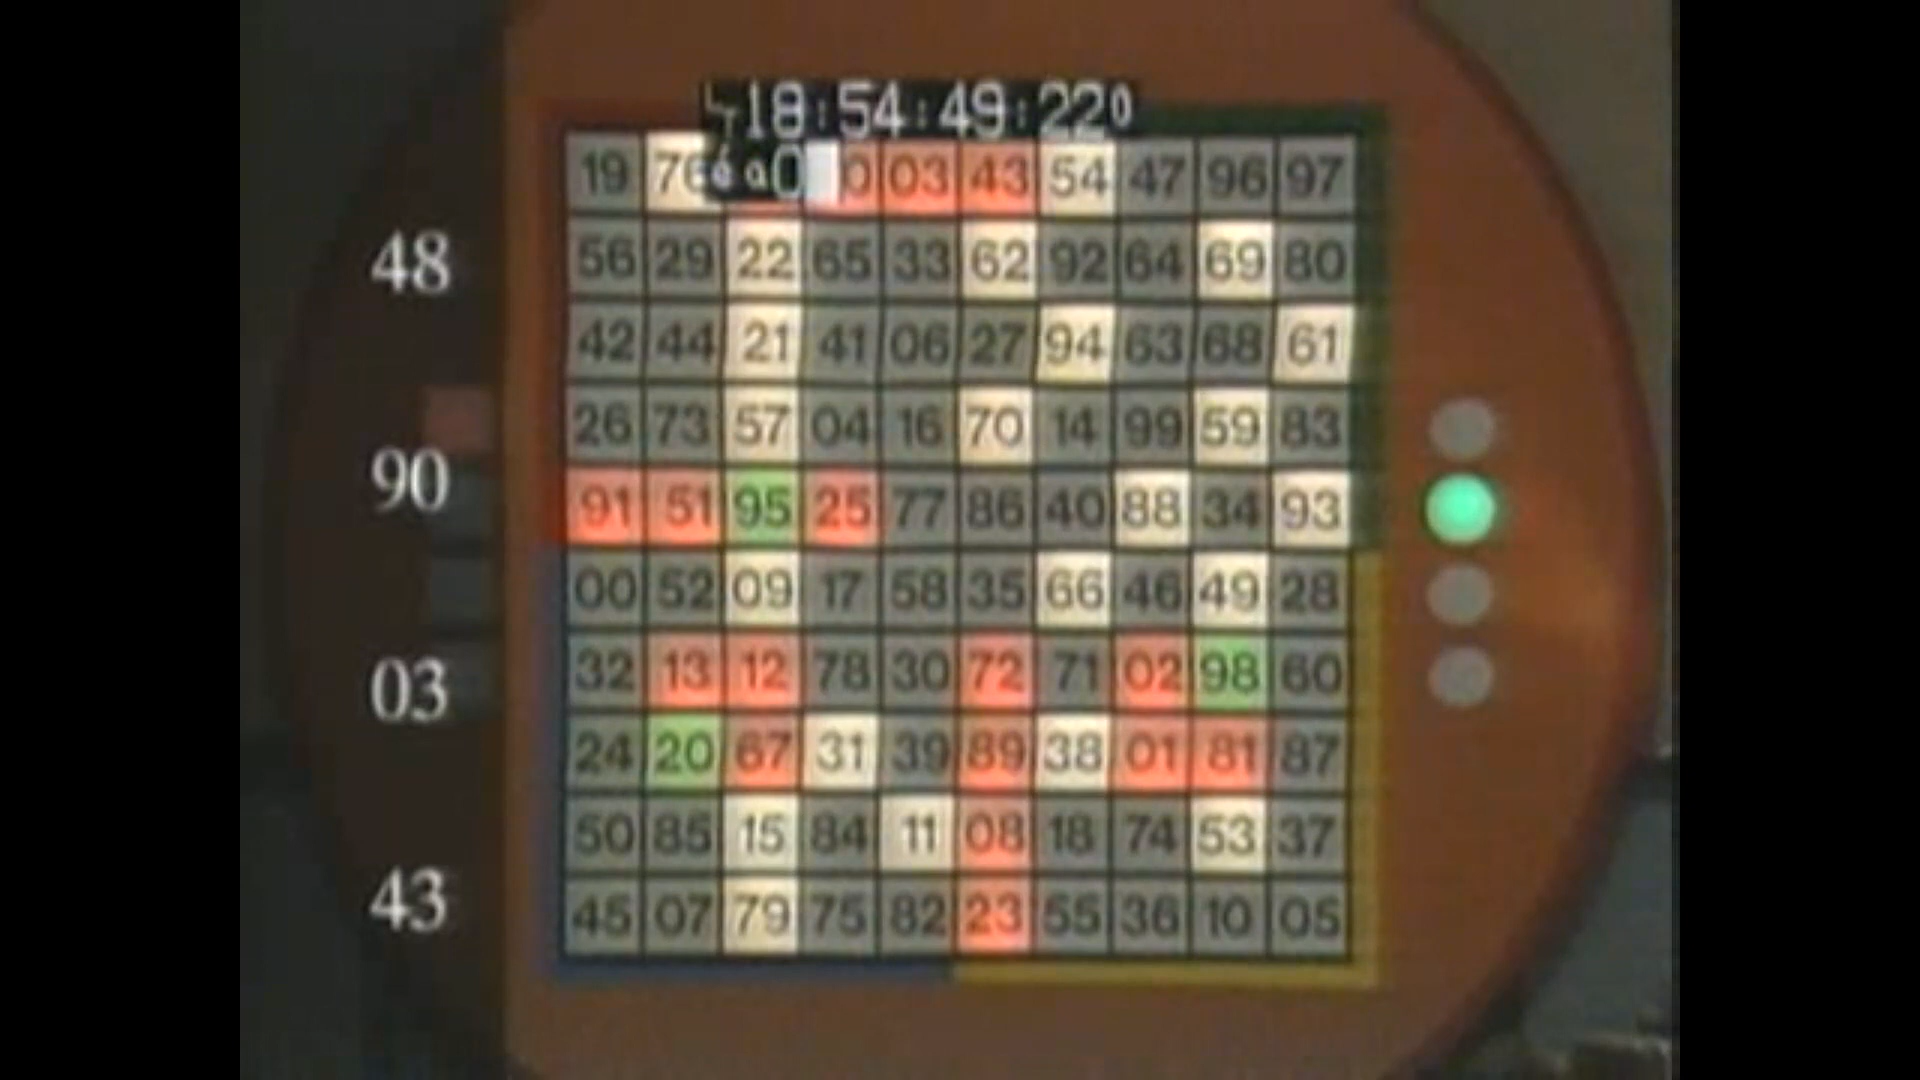 18:54:49:22
19 76 0 03 43 54 47 96 97
48
56 29 22 65 33 62 92 64 69 80
42 44 21 41 06 27 94 63 68 61
26 73 57 04 16 70 14 99 59 83
90
91 51 95 25 77 86 40 88 34 93
00 52 09 17 58 35 66 46 49 28
03
32 13 12 78 30 72 71 02 98 60
24 20 67 31 39 89 38 01 81 87
50 85 15 84 11 08 18 74 53 37
43
45 07 79 75 82 23 55 36 10 05